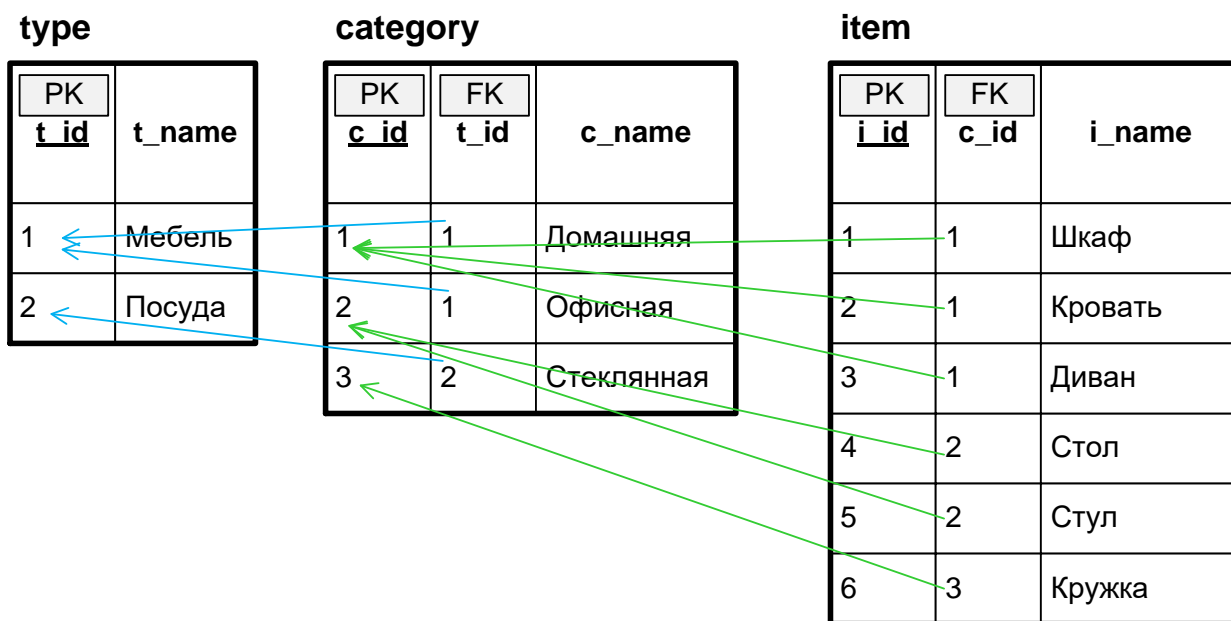 type
category
item
PK
t_id
t_name
1
Мебель
2
Посуда
PK
FK
c_id
t_id
c_name
1
1
Домашняя
2
1
Офисная
3
2
Стеклянная
PK
FK
i_id
c_id
i_name
1
1
Шкаф
2
1
Кровать
3
1
Диван
4
2
Стол
5
2
Стул
6
3
Кружка